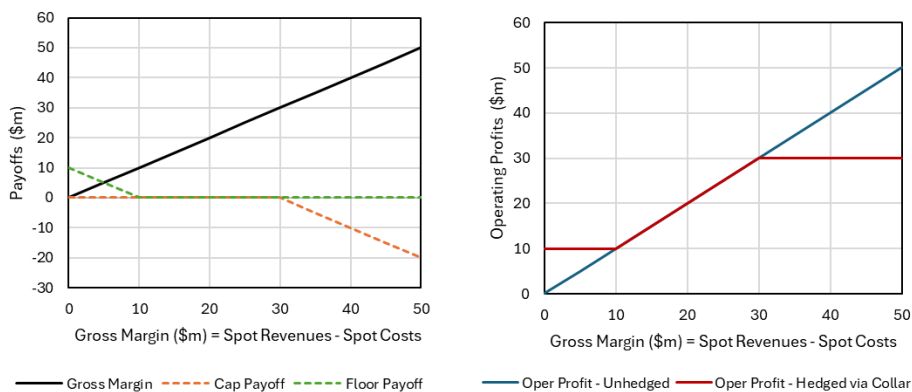 60
50
40
30
20
10
0
-10
-20
-30
Payoffs ($m)
0 10 20 30 40 50
Gross Margin ($m) = Spot Revenues - Spot Costs
Gross Margin Cap Payoff Floor Payoff
60
50
40
30
20
10
0
Operating Profits ($m)
0 10 20 30 40 50
Gross Margin ($m) = Spot Revenues - Spot Costs
Oper Profit - Unhedged Oper Profit - Hedged via Collar